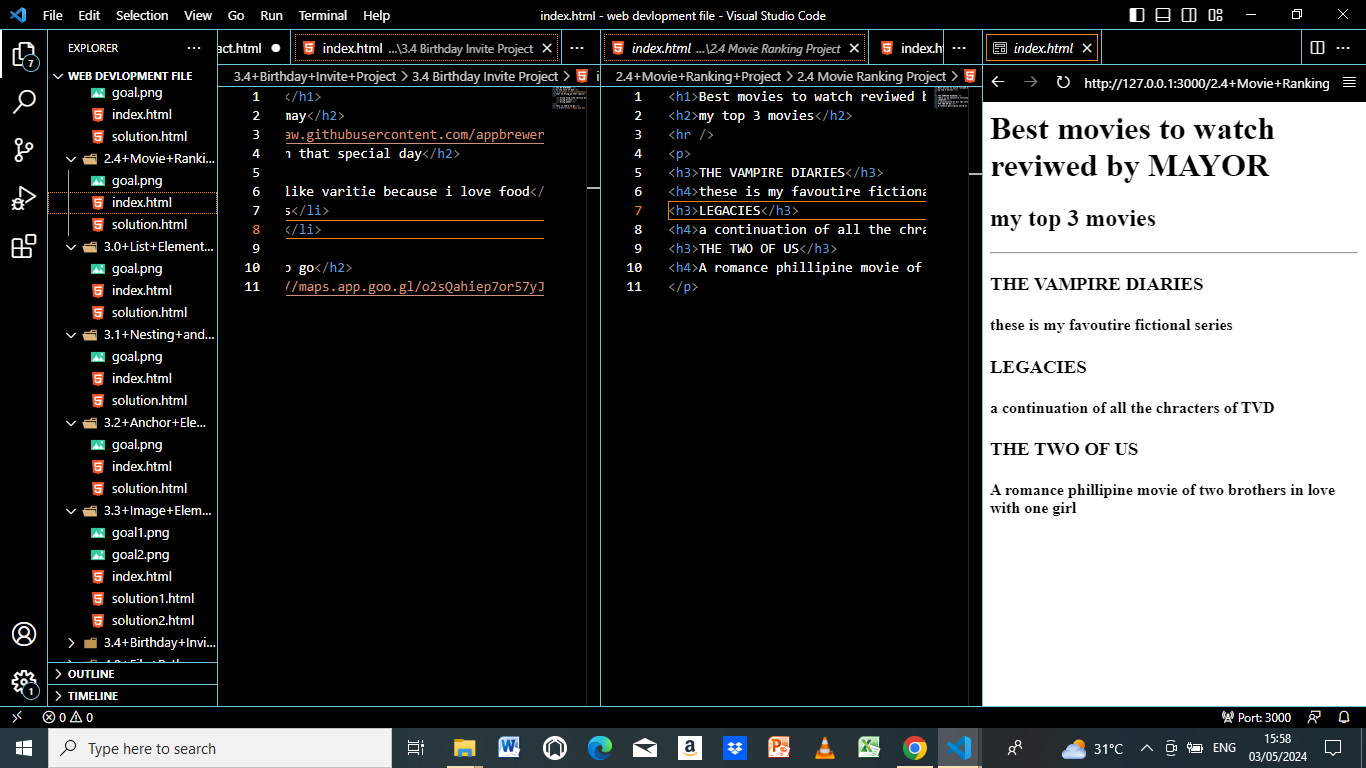 File Edit Selection View Go Run Terminal Help
index.html - web devlopment file - Visual Studio Code
EXPLORER
WEB DEVLOPMENT FILE
goal.png
index.html
solution.html
2.4+Movie+Ranki...
goal.png
index.html
solution.html
3.0+List+Element...
goal.png
index.html
solution.html
3.1+Nesting+and...
goal.png
index.html
solution.html
3.2+Anchor+Ele...
goal.png
index.html
solution.html
3.3+Image+Elem...
goal1.png
goal2.png
index.html
solution1.html
solution2.html
3.4+Birthday+Invi...
OUTLINE
TIMELINE
7
1
act.html
index.html ...\3.4 Birthday Invite Project
3.4+Birthday+Invite+Project > 3.4 Birthday Invite Project >
1 </h1>
2 may</h2>
3 aw.githubusercontent.com/appbrewer
4 n that special day</h2>
5
6 like varitie because i love food</
7 s</li>
8 </li>
9
10 o go</h2>
11 //maps.app.goo.gl/o2sQahiep7or57yJ
index.html ...\2.4 Movie Ranking Project
index.h
2.4+Movie+Ranking+Project > 2.4 Movie Ranking Project >
1 <h1>Best movies to watch reviwed b
2 <h2>my top 3 movies</h2>
3 <hr />
4 <p>
5 <h3>THE VAMPIRE DIARIES</h3>
6 <h4>these is my favoutire fictiona
7 <h3>LEGACIES</h3>
8 <h4>a continuation of all the chra
9 <h3>THE TWO OF US</h3>
10 <h4>A romance phillipine movie of
11 </p>
index.html
http://127.0.0.1:3000/2.4+Movie+Ranking
Best movies to watch
reviwed by MAYOR
my top 3 movies
THE VAMPIRE DIARIES
these is my favoutire fictional series
LEGACIES
a continuation of all the chracters of TVD
THE TWO OF US
A romance phillipine movie of two brothers in love
with one girl
0 0
Port: 3000
Type here to search
31°C
ENG
15:58
03/05/2024